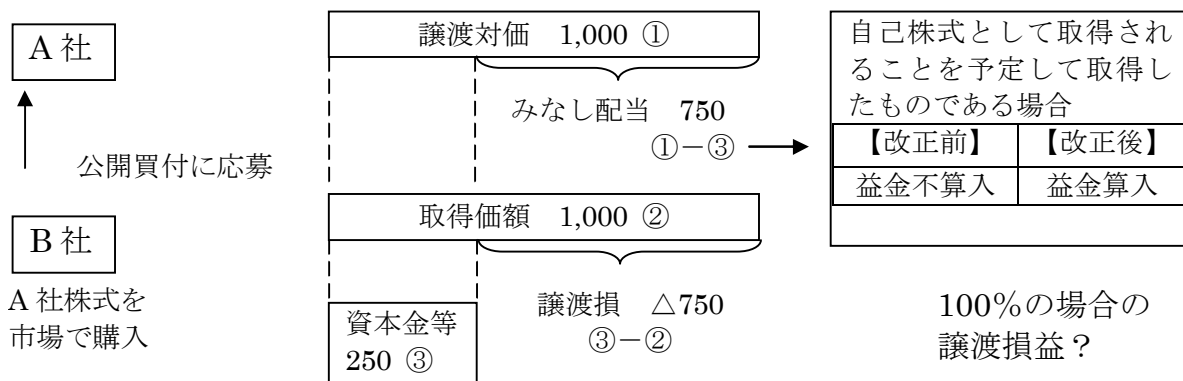 A 社
公開買付に応募
B 社
A 社株式を
市場で購入
譲渡対価 1,000 ①
みなし配当 750
①－③
取得価額 1,000 ②
譲渡損 △750
③－②
資本金等
250 ③
自己株式として取得され
ることを予定して取得し
たものである場合
【改正前】 【改正後】
益金不算入 益金算入
100％の場合の
譲渡損益？